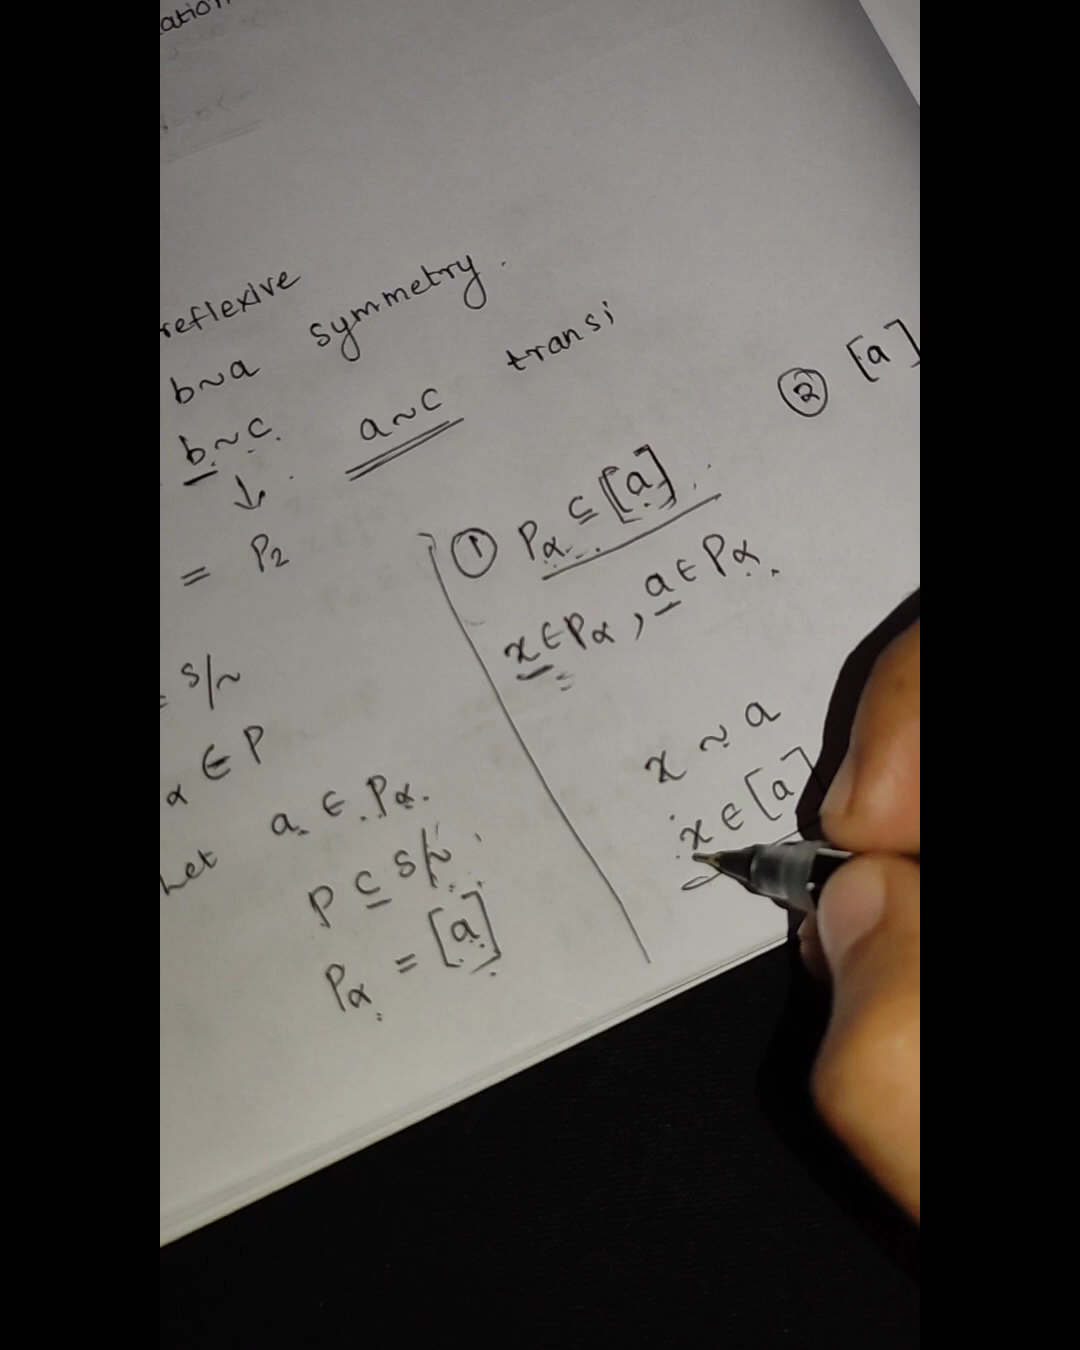 reflexive
b~a symmetry.
b~c. a~c transi
↓
= P2
= S/~
α ∈ P
Let a ∈ Pα.
P ⊆ S/~.
Pα = [a]
① Pα ⊆ [a]
x ∈ Pα, a ∈ Pα.
x ~ a
x ∈ [a]
② [a]